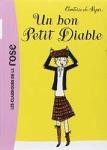 Comtesse de Ségur
Un bon
Petit Diable
LES CLASSIQUES DE LA rose